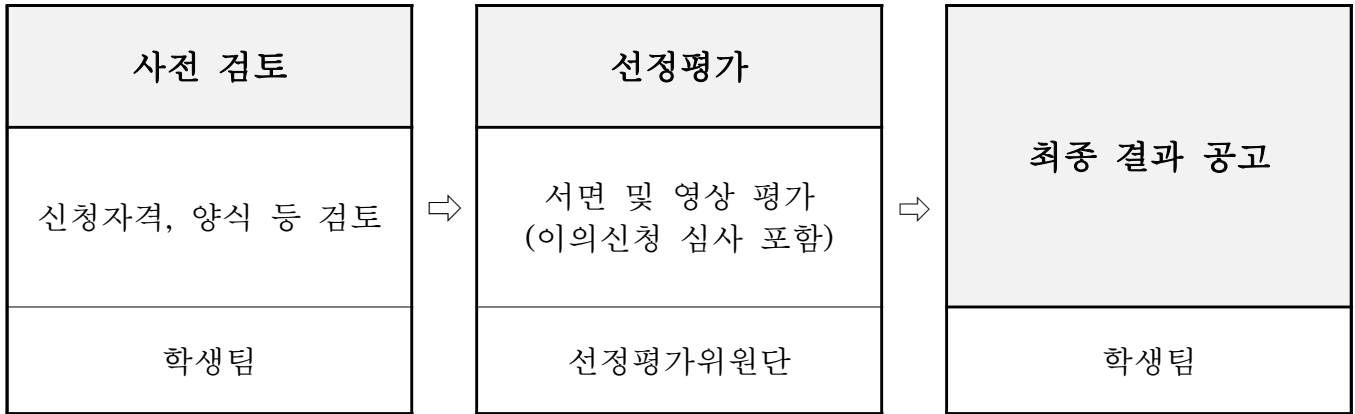 사전 검토
신청자격, 양식 등 검토
학생팀
⇨
선정평가
서면 및 영상 평가
(이의신청 심사 포함)
선정평가위원단
⇨
최종 결과 공고
학생팀